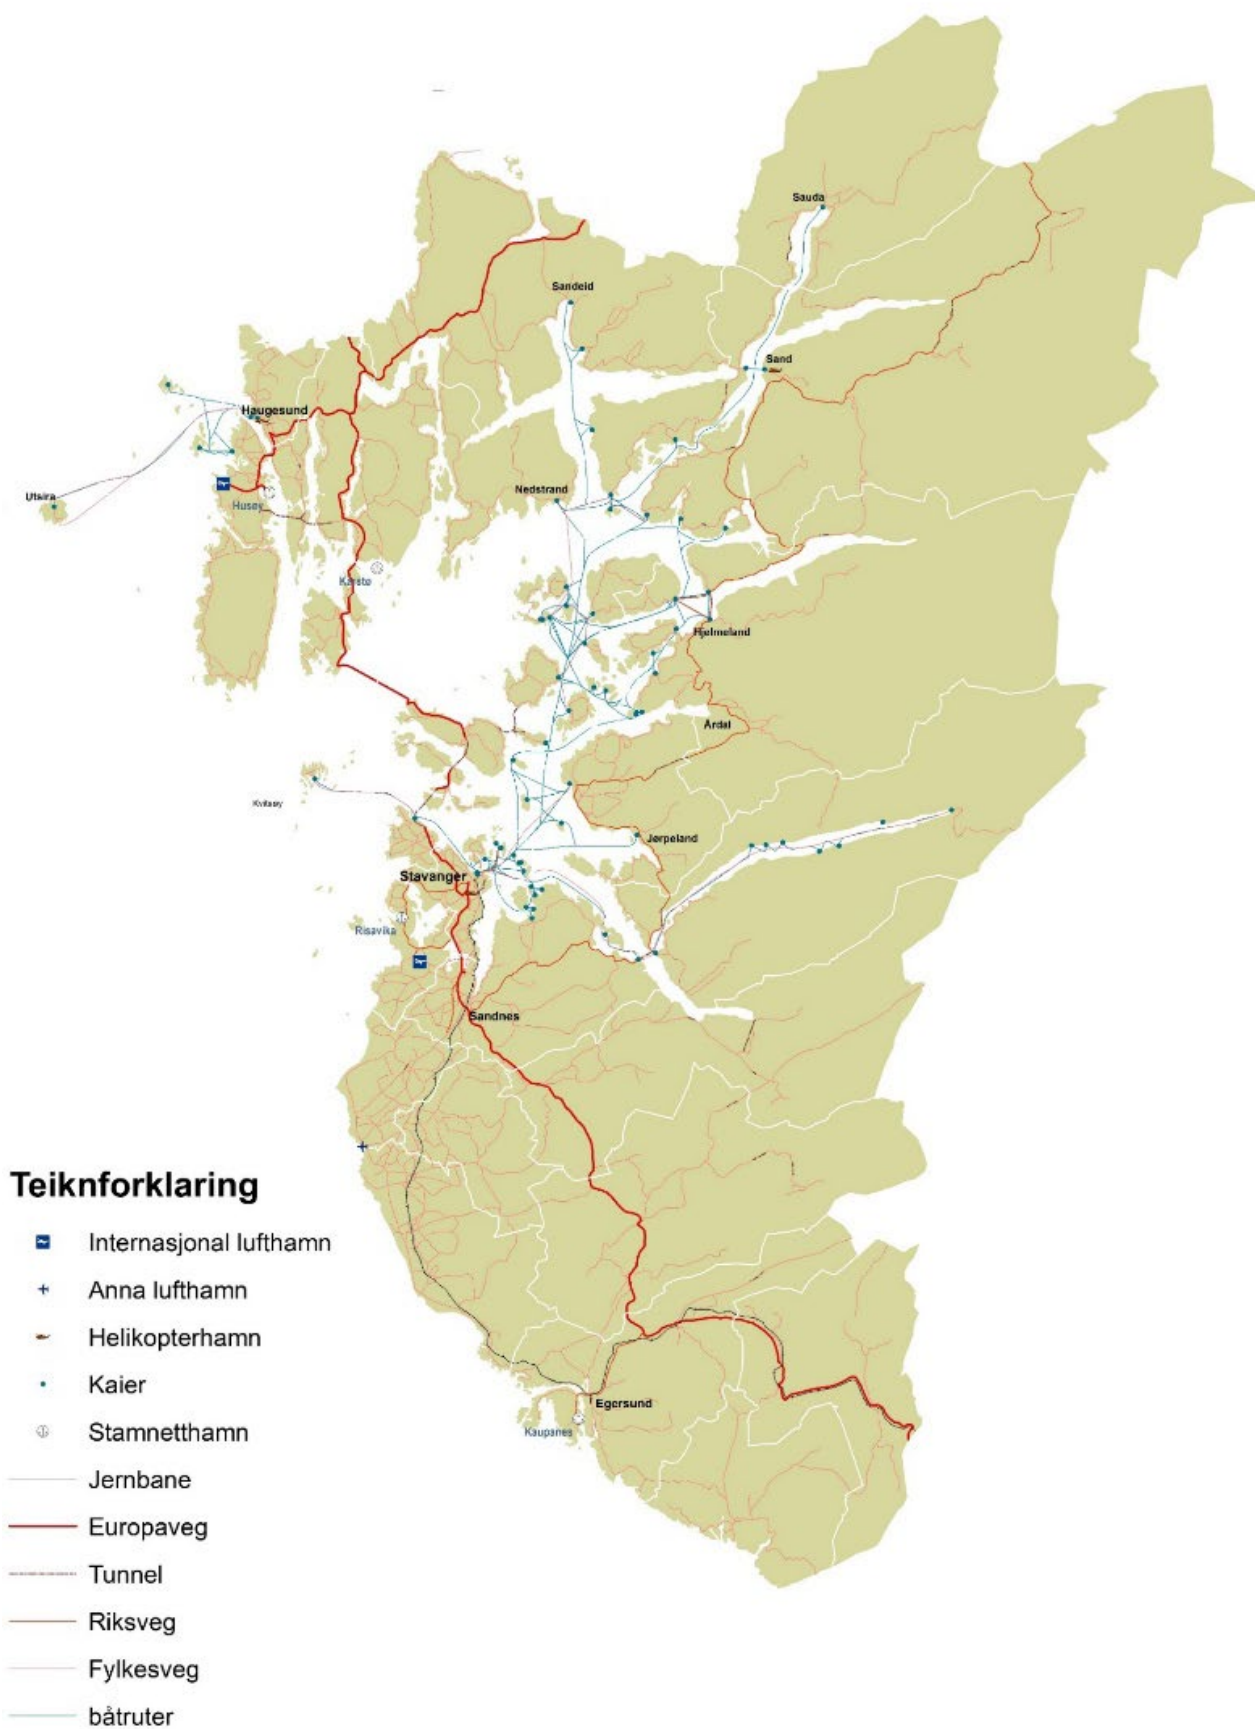 Sauda
Sandeid
Sand
Haugesund
Nedstrand
Utsira
Husøy
Kårstø
Hjelmeland
Årdal
Kvitsøy
Jørpeland
Stavanger
Risavika
Sandnes
Teiknforklaring
Internasjonal lufthamn
Anna lufthamn
Helikopterhamn
Kaier
Stamnetthamn
Jernbane
Europaveg
Tunnel
Riksveg
Fylkesveg
båtruter
Egersund
Kaupanes